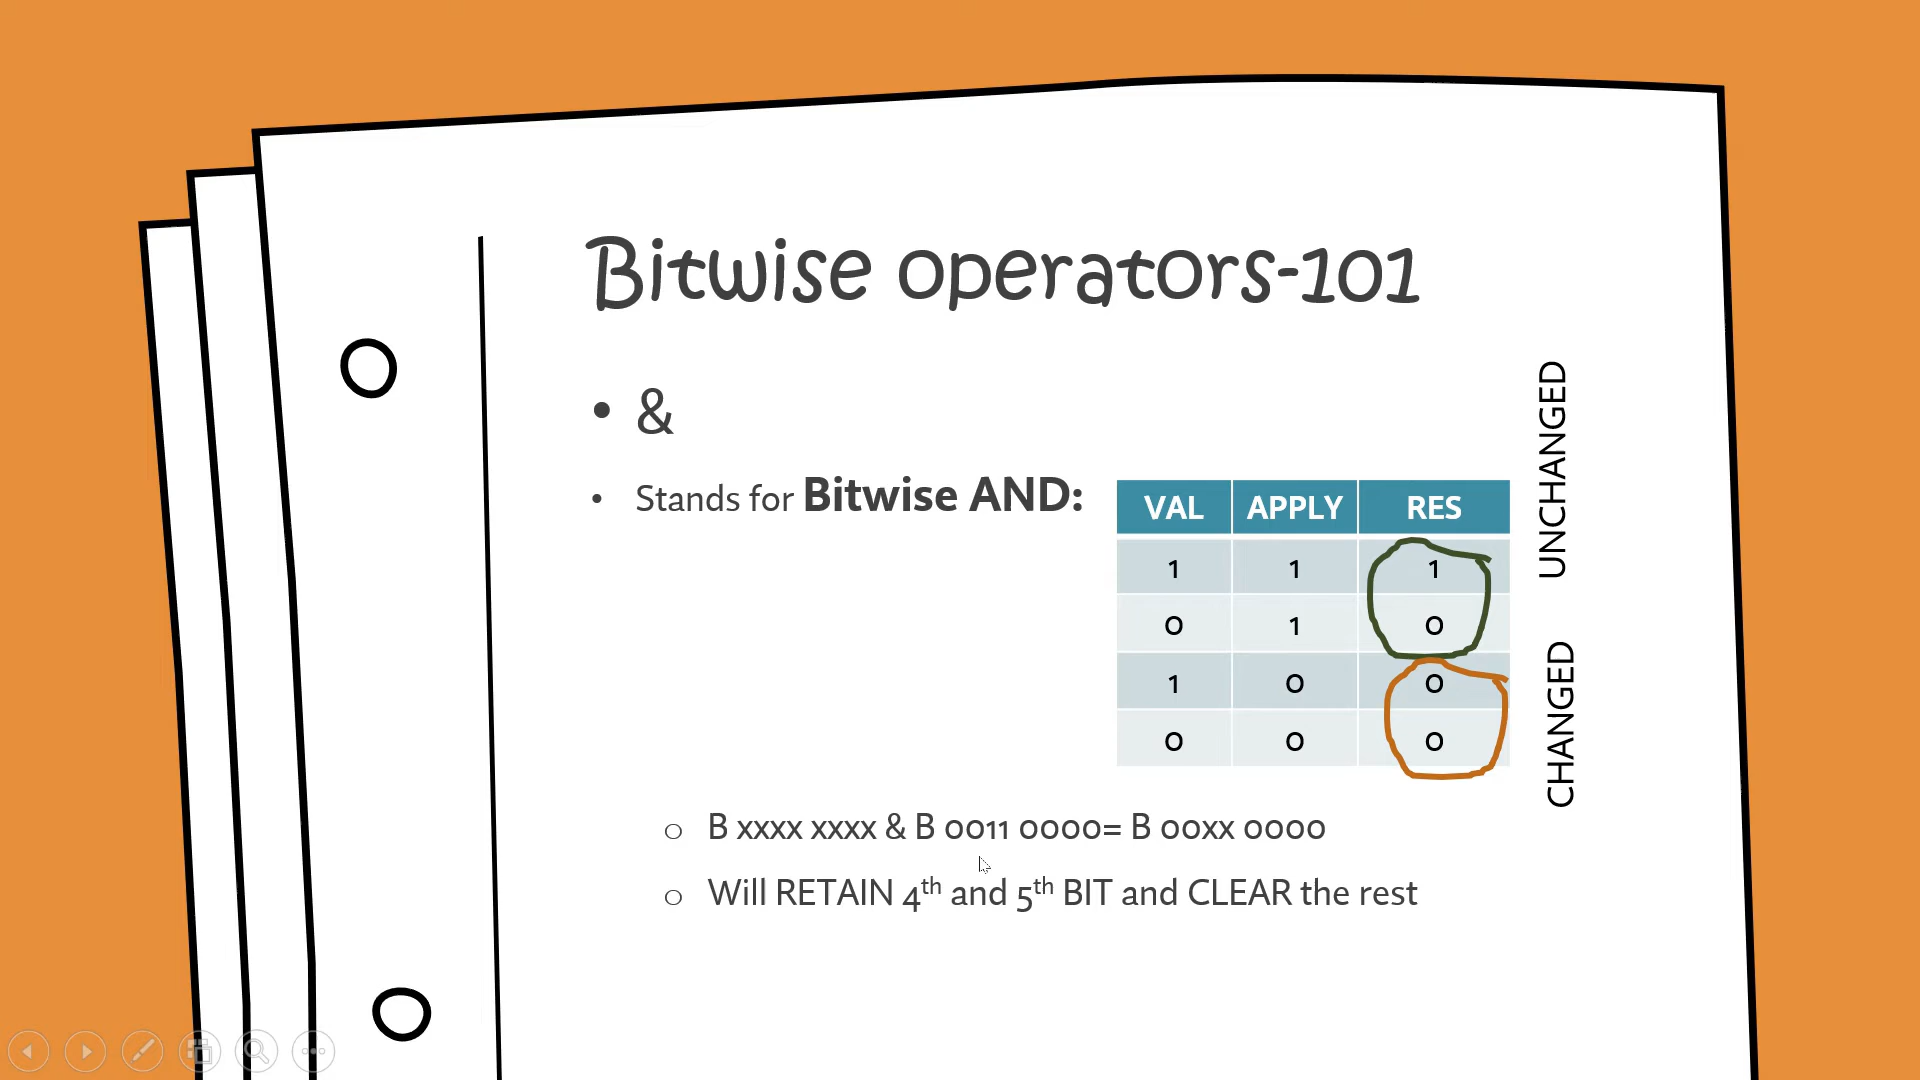 Bitwise operators-101
• &
• Stands for Bitwise AND:
VAL APPLY RES
1 1 1
0 1 0
1 0 0
0 0 0
UNCHANGED
CHANGED
o B xxxx xxxx & B 0011 0000= B 00xx 0000
o Will RETAIN 4th and 5th BIT and CLEAR the rest